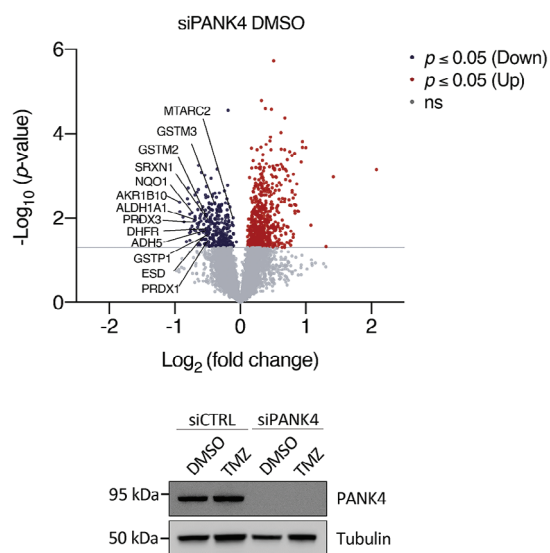 siPANK4 DMSO
6
4
2
0
-Log10 (p-value)
-2
-1
0
1
2
Log2 (fold change)
p ≤ 0.05 (Down)
p ≤ 0.05 (Up)
ns
MTARC2
GSTM3
GSTM2
SRXN1
NQO1
AKR1B10
ALDH1A1
PRDX3
DHFR
ADH5
GSTP1
ESD
PRDX1
siCTRL siPANK4
DMSO TMZ DMSO TMZ
95 kDa PANK4
50 kDa Tubulin